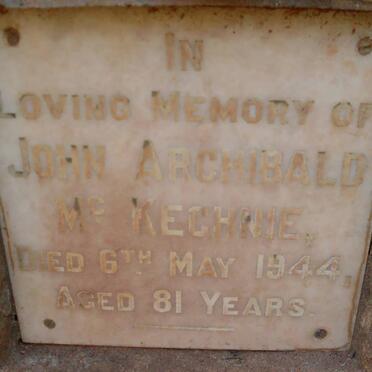 IN
LOVING MEMORY OF
JOHN ARCHIBALD
Mc KECHNIE,
DIED 6TH MAY 1944,
AGED 81 YEARS.